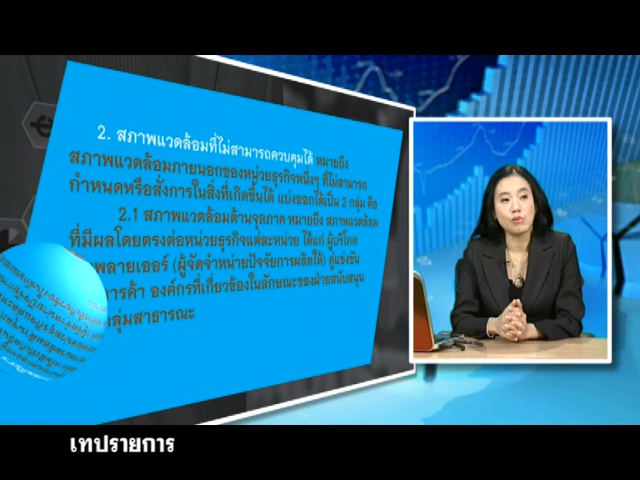 2. สภาพแวดล้อมที่ไม่สามารถควบคุมได้ หมายถึง
สภาพแวดล้อมภายนอกของหน่วยธุรกิจหนึ่งๆ ที่ไม่สามารถ
กำหนดหรือสั่งการในสิ่งที่เกิดขึ้นได้ แบ่งออกได้เป็น 2 กลุ่ม คือ
2.1 สภาพแวดล้อมด้านจุลภาค หมายถึง สภาพแวดล้อม
ที่มีผลโดยตรงต่อหน่วยธุรกิจแต่ละหน่วย ได้แก่ ผู้บริโภค
พลายเออร์ (ผู้จัดจำหน่ายปัจจัยการผลิตให้) คู่แข่งขัน
การค้า องค์กรที่เกี่ยวข้องในลักษณะของฝ่ายสนับสนุน
ลุ่มสาธารณะ
เทปรายการ